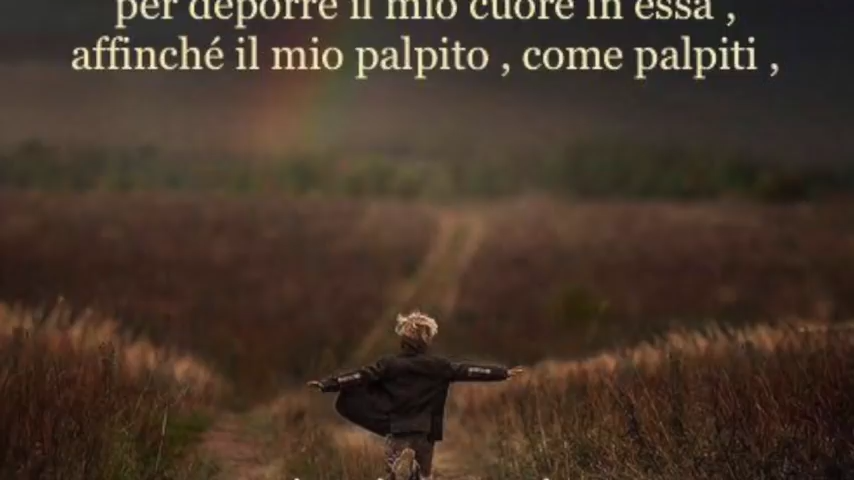 per deporre il mio cuore in essa ,
affinché il mio palpito , come palpiti ,